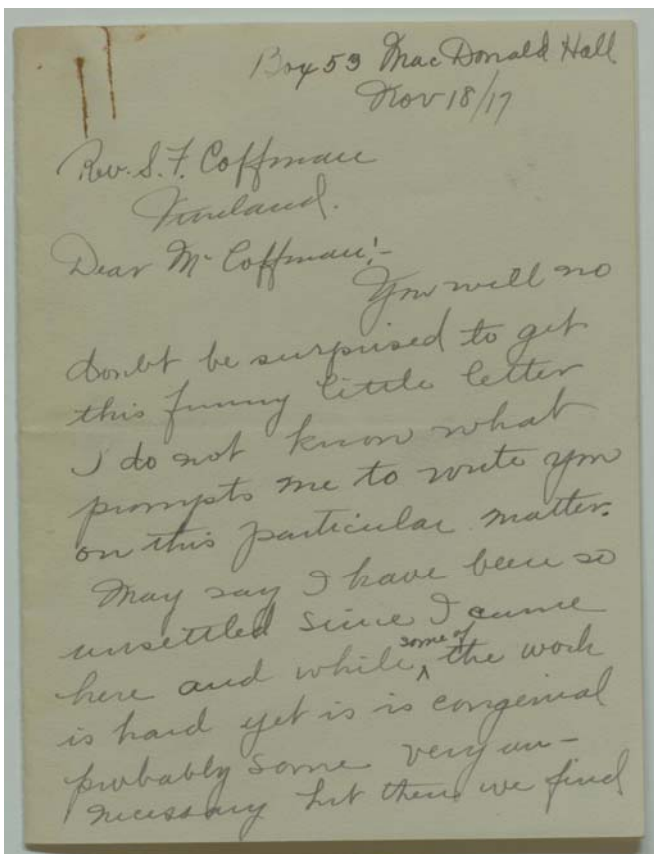 Box 53 MacDonald Hall
Nov 18/17
Rev. S. F. Coffman
Vineland.
Dear Mr Coffman!-
You will no
doubt be surprised to get
this funny little letter
I do not know what
prompts me to write you
on this particular matter.
May say I have been so
unsettled since I came
here and while some of the work
is hard yet is is congenial
probably some very un-
necessary but then we find